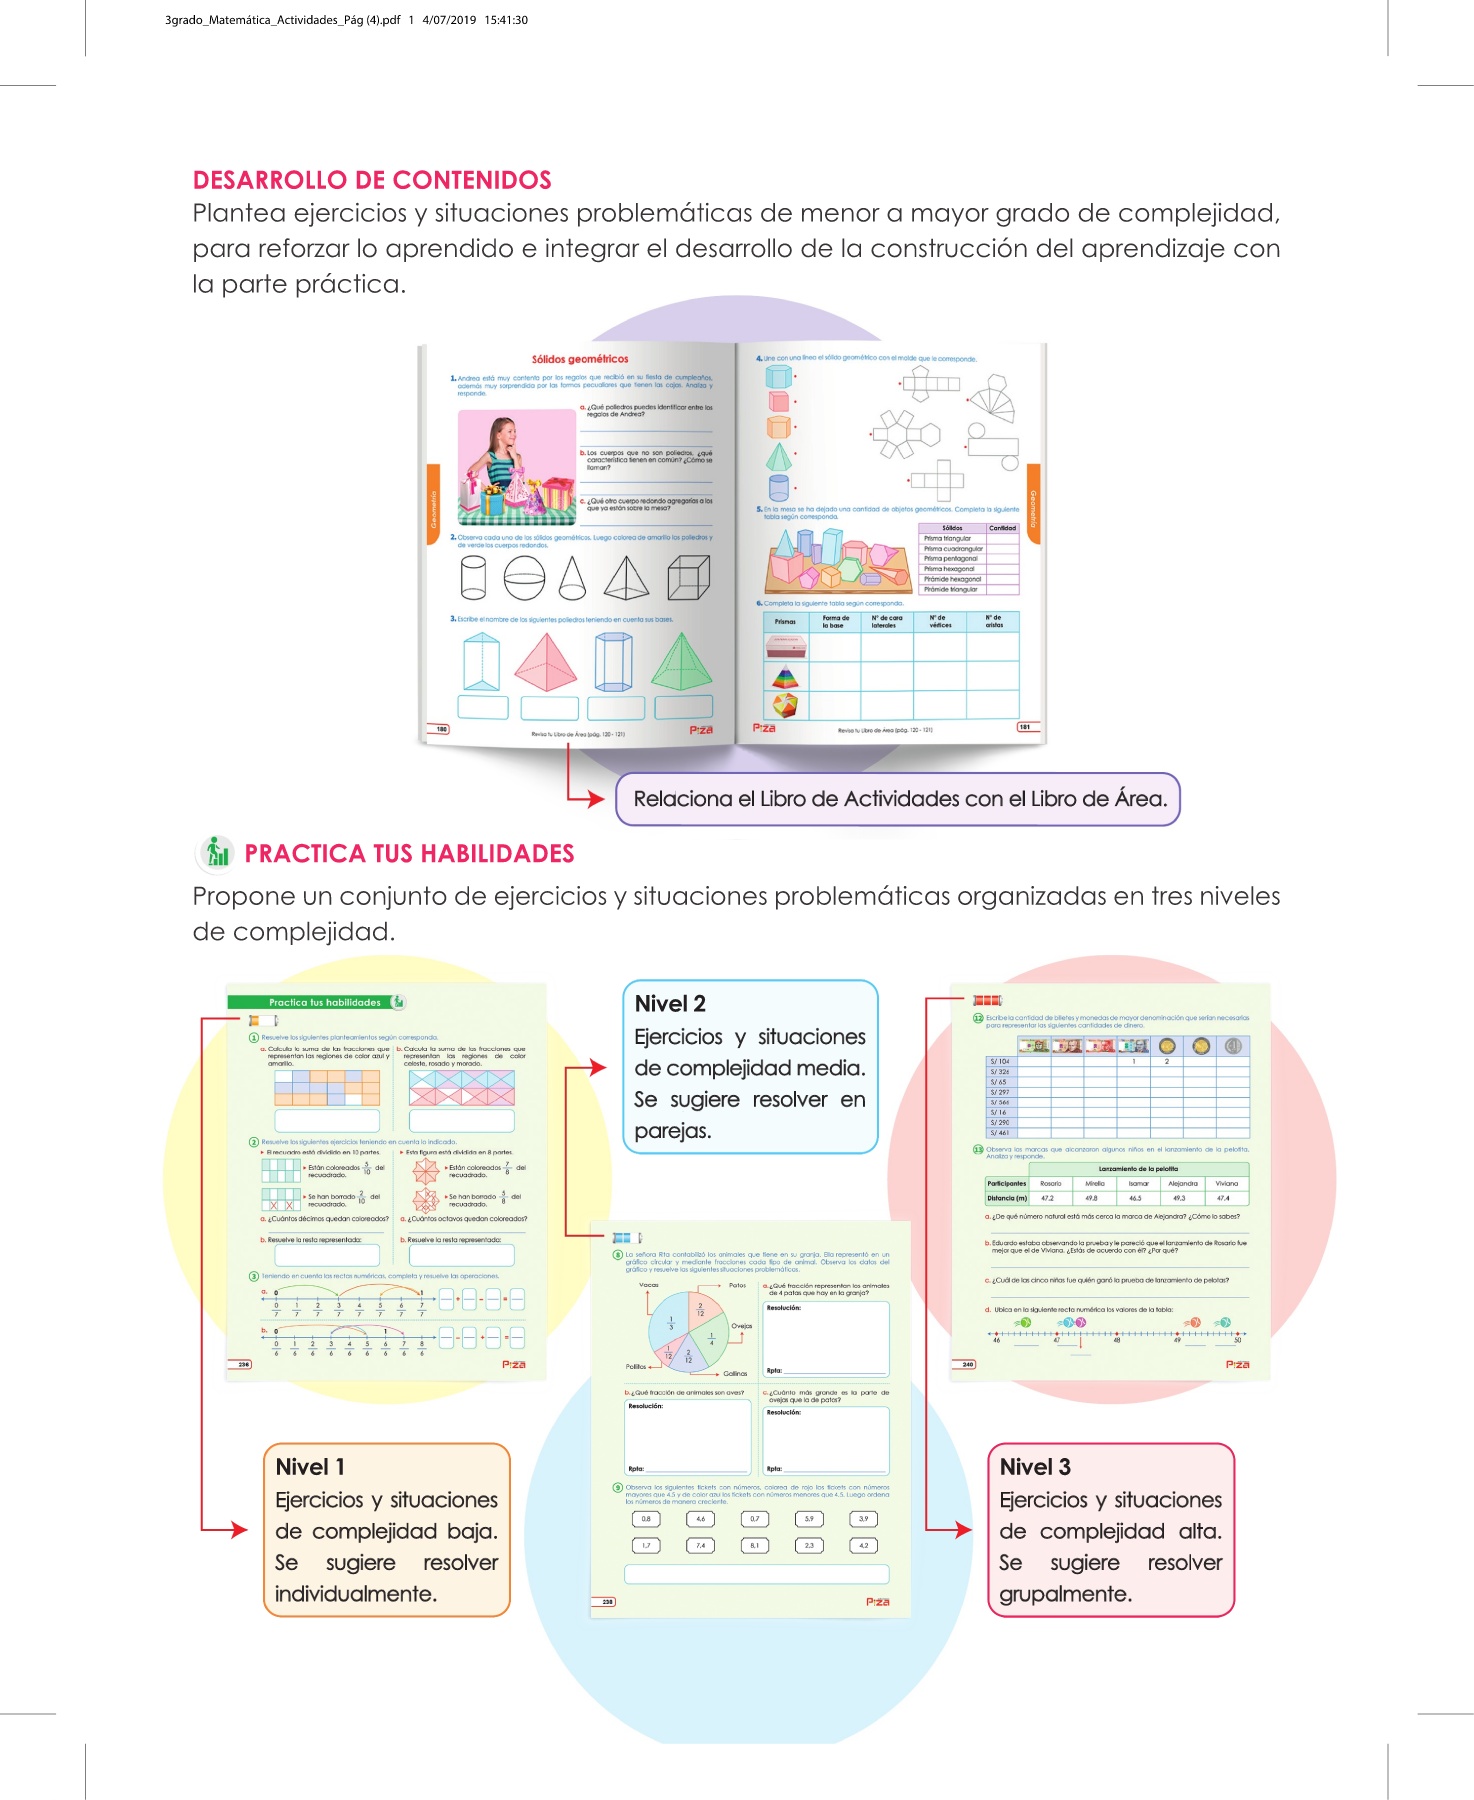 3grado_Matemática_Actividades_Pág (4).pdf 1 4/07/2019 15:41:30
DESARROLLO DE CONTENIDOS
Plantea ejercicios y situaciones problemáticas de menor a mayor grado de complejidad,
para reforzar lo aprendido e integrar el desarrollo de la construcción del aprendizaje con
la parte práctica.
Sólidos geométricos
1. Andrea está muy contenta por los regalos que recibió en su fiesta de cumpleaños,
además muy sorprendida por las formas peculiares que tienen las cajas. Analiza y
responde.
a. ¿Qué poliedros puedes identificar entre los
regalos de Andrea?
b. Los cuerpos que no son poliedros, ¿qué
característica tienen en común? ¿Cómo se
llaman?
c. ¿Qué otro cuerpo redondo agregarías a los
que ya están sobre la mesa?
Geometría
2. Observa cada uno de los sólidos geométricos. Luego colorea de amarillo los poliedros y
de verde los cuerpos redondos.
3. Escribe el nombre de los siguientes poliedros teniendo en cuenta sus bases.
180
Revisa tu Libro de Área (pág. 120 - 121)
Piza
4. Une con una línea el sólido geométrico con el molde que le corresponde.
5. En la mesa se ha dejado una cantidad de objetos geométricos. Completa la siguiente
tabla según corresponda.
Geometría
Sólidos Cantidad
Prisma triangular
Prisma cuadrangular
Prisma pentagonal
Prisma hexagonal
Pirámide hexagonal
Pirámide triangular
6. Completa la siguiente tabla según corresponda.
Prismas Forma de la base N° de cara laterales N° de vértices N° de aristas
Piza
Revisa tu Libro de Área (pág. 120 - 121)
181
Relaciona el Libro de Actividades con el Libro de Área.
PRACTICA TUS HABILIDADES
Propone un conjunto de ejercicios y situaciones problemáticas organizadas en tres niveles
de complejidad.
Practica tus habilidades
1 Resuelve los siguientes planteamientos según corresponda.
a. Calcula la suma de las fracciones que
representan las regiones de color azul y
amarillo.
b. Calcula la suma de las fracciones que
representan las regiones de color
celeste, rosado y morado.
2 Resuelve los siguientes ejercicios teniendo en cuenta lo indicado.
El recuadro está dividido en 10 partes.
Están coloreados 5/10 del
recuadrado.
Se han borrado 2/10 del
recuadrado.
a. ¿Cuántos décimos quedan coloreados?
b. Resuelve la resta representada:
Esta figura está dividida en 8 partes.
Están coloreados 7/8 del
recuadrado.
Se han borrado 5/8 del
recuadrado.
a. ¿Cuántos octavos quedan coloreados?
b. Resuelve la resta representada:
3 Teniendo en cuenta las rectas numéricas, completa y resuelve las operaciones.
a. 0 1
0/7 1/7 2/7 3/7 4/7 5/7 6/7 7/7
+ - =
b. 0 1
0/6 1/6 2/6 3/6 4/6 5/6 6/6 7/6 8/6
- + =
236
Piza
Nivel 1
Ejercicios y situaciones
de complejidad baja.
Se sugiere resolver
individualmente.
Nivel 2
Ejercicios y situaciones
de complejidad media.
Se sugiere resolver en
parejas.
8 La señora Rita contabilizó los animales que tiene en su granja. Ella representó en un
gráfico circular y mediante fracciones cada tipo de animal. Observa los datos del
gráfico y resuelve las siguientes situaciones problemáticas.
Vacas
Patos
Ovejas
Gallinas
Pollitos
1/3 2/12 1/4 2/12 1/12
a. ¿Qué fracción representan los animales
de 4 patas que hay en la granja?
Resolución:
Rpta:
b. ¿Qué fracción de animales son aves?
Resolución:
Rpta:
c. ¿Cuánto más grande es la parte de
ovejas que la de patos?
Resolución:
Rpta:
9 Observa los siguientes tickets con números, colorea de rojo los tickets con números
mayores que 4,5 y de color azul los tickets con números menores que 4,5. Luego ordena
los números de manera creciente.
0,8 4,6 0,7 5,9 3,9
1,7 7,4 8,1 2,3 4,2
238
Piza
12 Escribe la cantidad de billetes y monedas de mayor denominación que serían necesarios
para representar las siguientes cantidades de dinero.
S/ 104 1 2
S/ 326
S/ 65
S/ 297
S/ 566
S/ 16
S/ 290
S/ 461
13 Observa las marcas que alcanzaron algunos niños en el lanzamiento de la pelotita.
Analiza y responde.
Lanzamiento de la pelotita
Participantes Rosario Mirella Isamar Alejandra Viviana
Distancia (m) 47,2 49,8 46,5 49,3 47,4
a. ¿De qué número natural está más cerca la marca de Alejandra? ¿Cómo lo sabes?
b. Eduardo estaba observando la prueba y le pareció que el lanzamiento de Rosario fue
mejor que el de Viviana. ¿Estás de acuerdo con él? ¿Por qué?
c. ¿Cuál de las cinco niñas fue quién ganó la prueba de lanzamiento de pelotas?
d. Ubica en la siguiente recta numérica los valores de la tabla:
46 47 48 49 50
240
Piza
Nivel 3
Ejercicios y situaciones
de complejidad alta.
Se sugiere resolver
grupalmente.